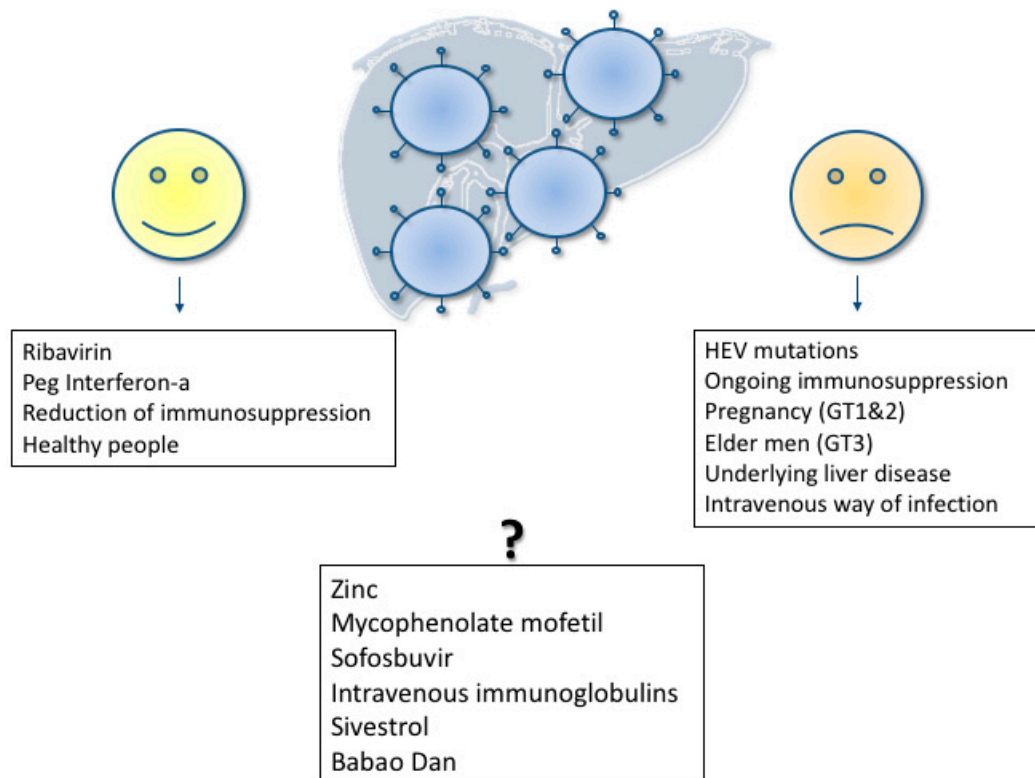 Ribavirin
Peg Interferon-a
Reduction of immunosuppression
Healthy people
HEV mutations
Ongoing immunosuppression
Pregnancy (GT1&2)
Elder men (GT3)
Underlying liver disease
Intravenous way of infection
?
Zinc
Mycophenolate mofetil
Sofosbuvir
Intravenous immunoglobulins
Sivestrol
Babao Dan